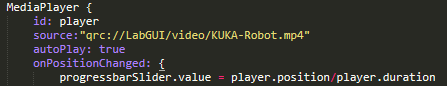 MediaPlayer {
id: player
source:"qrc://LabGUI/video/KUKA-Robot.mp4"
autoPlay: true
onPositionChanged: {
progressbarSlider.value = player.position/player.duration